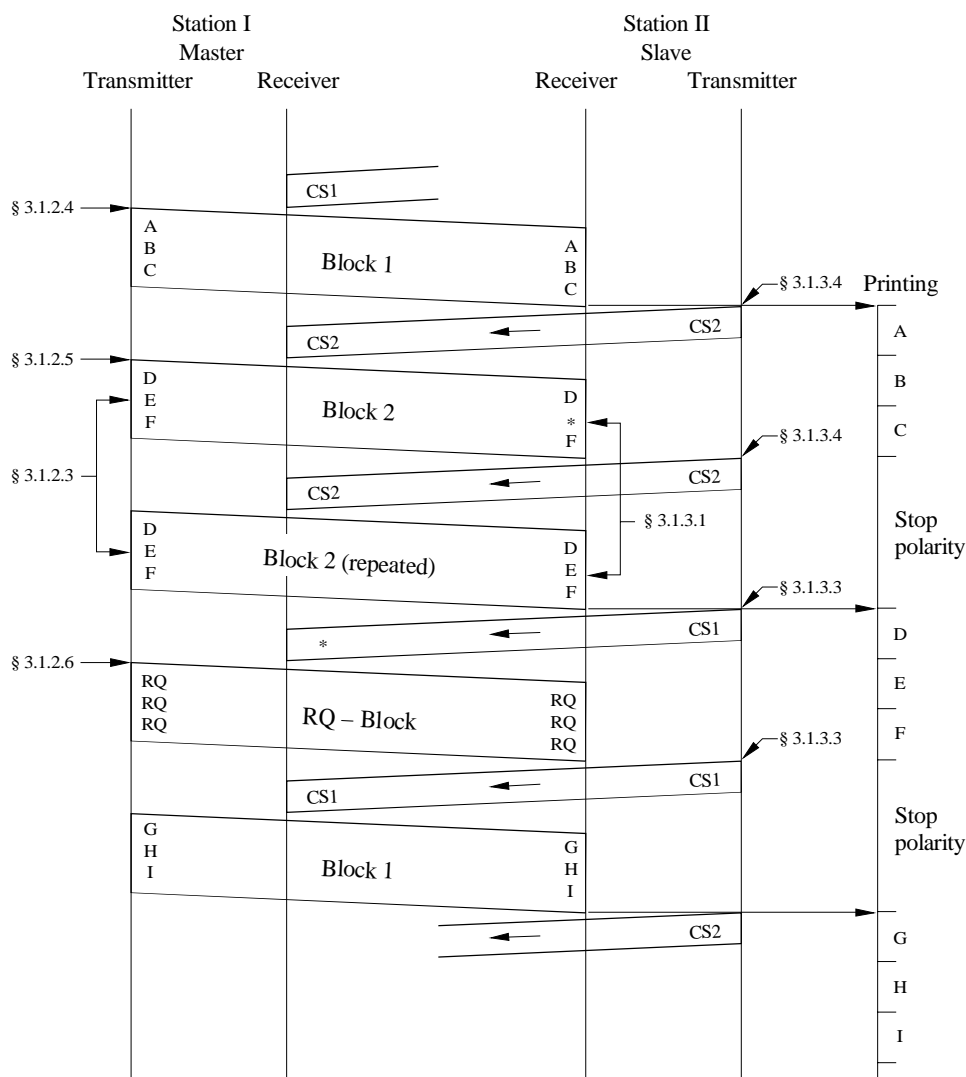 Station I
Master
Station II
Slave
Transmitter
Receiver
Receiver
Transmitter
CS1
§ 3.1.2.4
A
B
C
Block 1
A
B
C
§ 3.1.3.4
Printing
CS2
CS2
A
§ 3.1.2.5
D
E
F
Block 2
D
*
F
B
C
§ 3.1.3.4
§ 3.1.2.3
CS2
CS2
§ 3.1.3.1
D
E
F
Block 2 (repeated)
D
E
F
Stop
polarity
§ 3.1.3.3
*
CS1
D
§ 3.1.2.6
RQ
RQ
RQ
RQ – Block
RQ
RQ
RQ
E
F
§ 3.1.3.3
CS1
CS1
G
H
I
Block 1
G
H
I
Stop
polarity
CS2
G
H
I